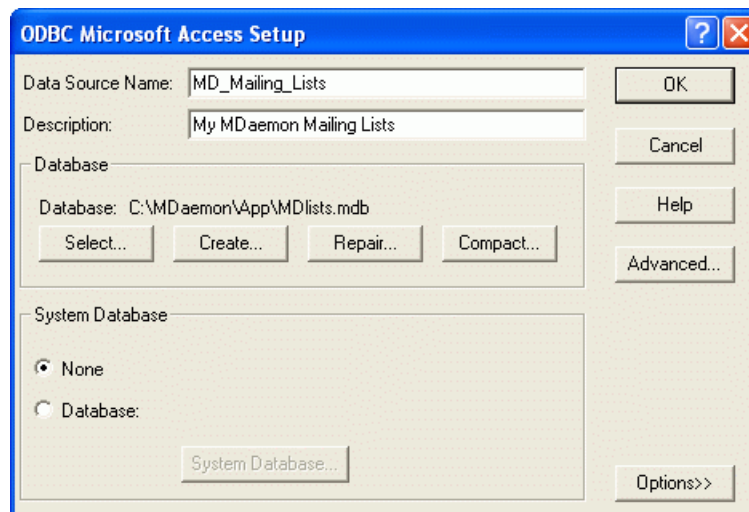 ODBC Microsoft Access Setup
Data Source Name: MD_Mailing_Lists
OK
Description: My MDaemon Mailing Lists
Cancel
Database
Database: C:\MDaemon\App\MDlists.mdb
Help
Select... Create... Repair... Compact...
Advanced...
System Database
None
Database:
System Database...
Options>>